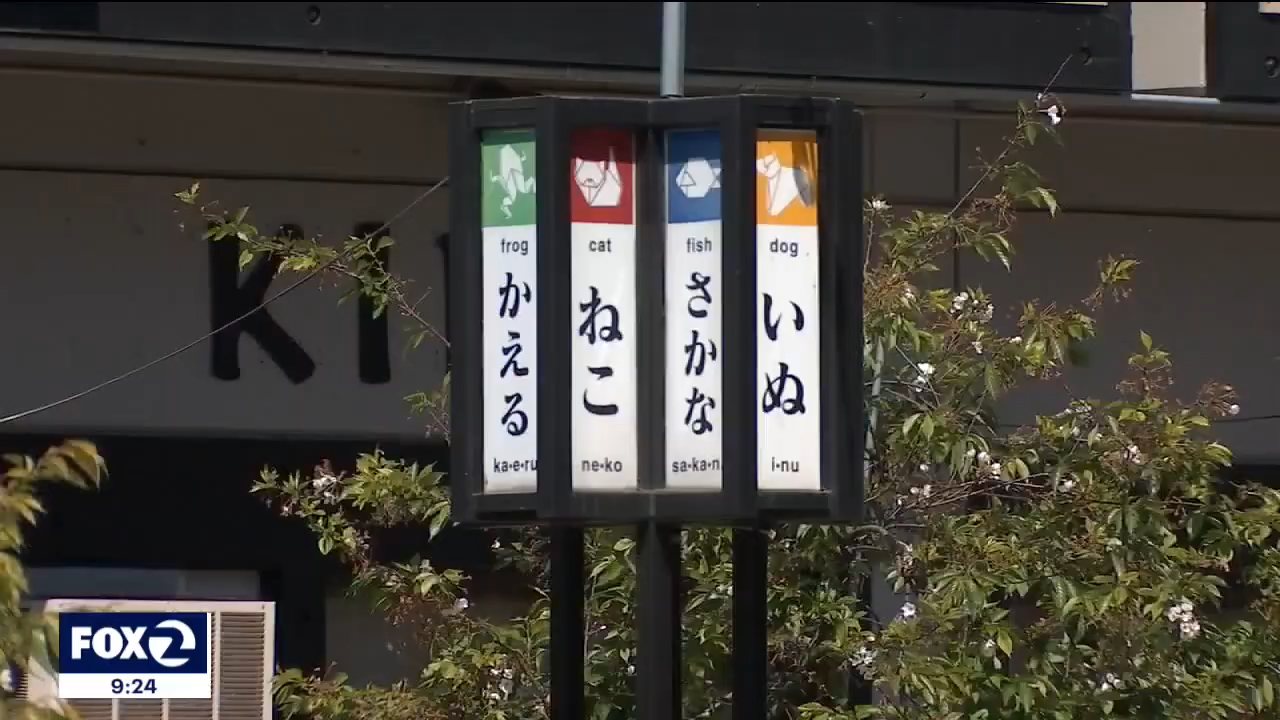 KI
frog
かえる
ka•e•ru
cat
ねこ
ne•ko
fish
さかな
sa•ka•n
dog
いぬ
i•nu
FOX 2
9:24